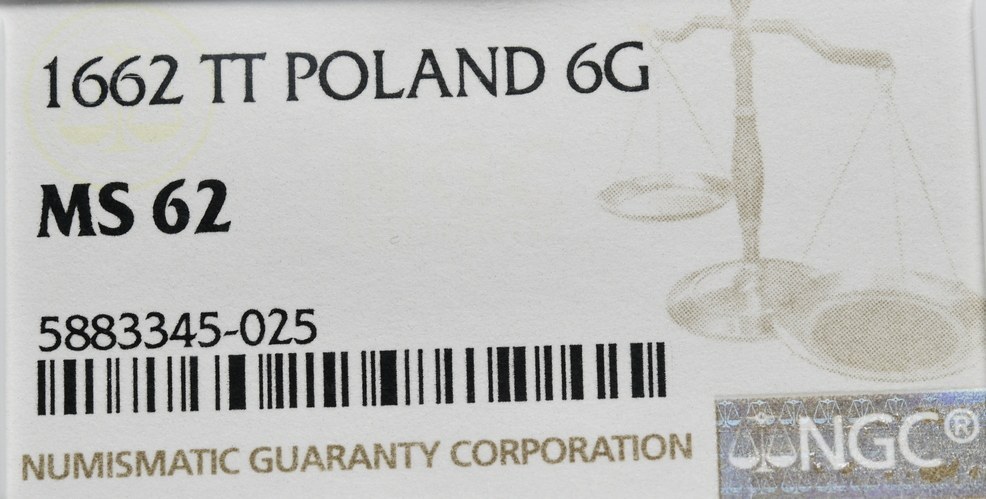 1662 TT POLAND 6G
MS 62
5883345-025
NUMISMATIC GUARANTY CORPORATION
NGC®